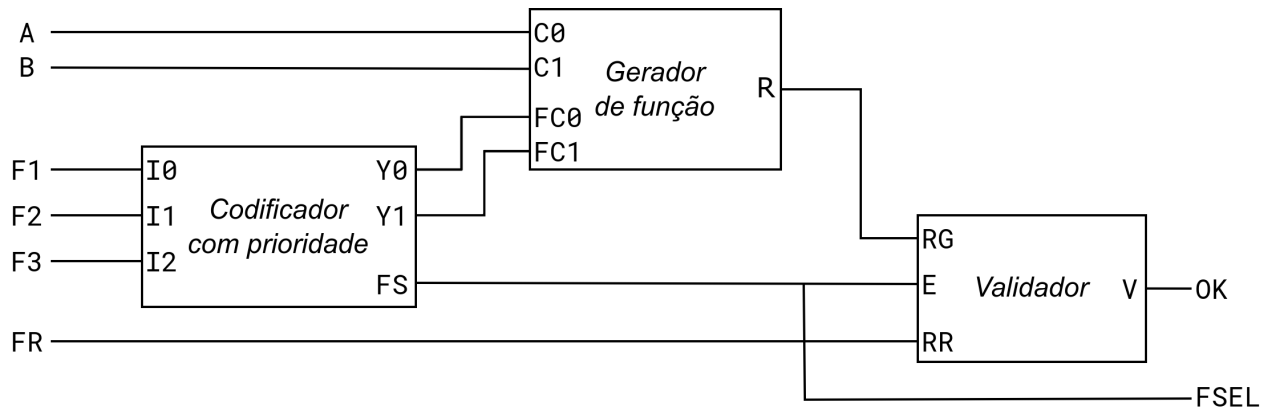 A
B
C0
C1
FC0
FC1
Gerador
de função
R
F1
F2
F3
I0
I1
I2
Codificador
com prioridade
Y0
Y1
FS
FR
RG
E
RR
Validador
V
OK
FSEL